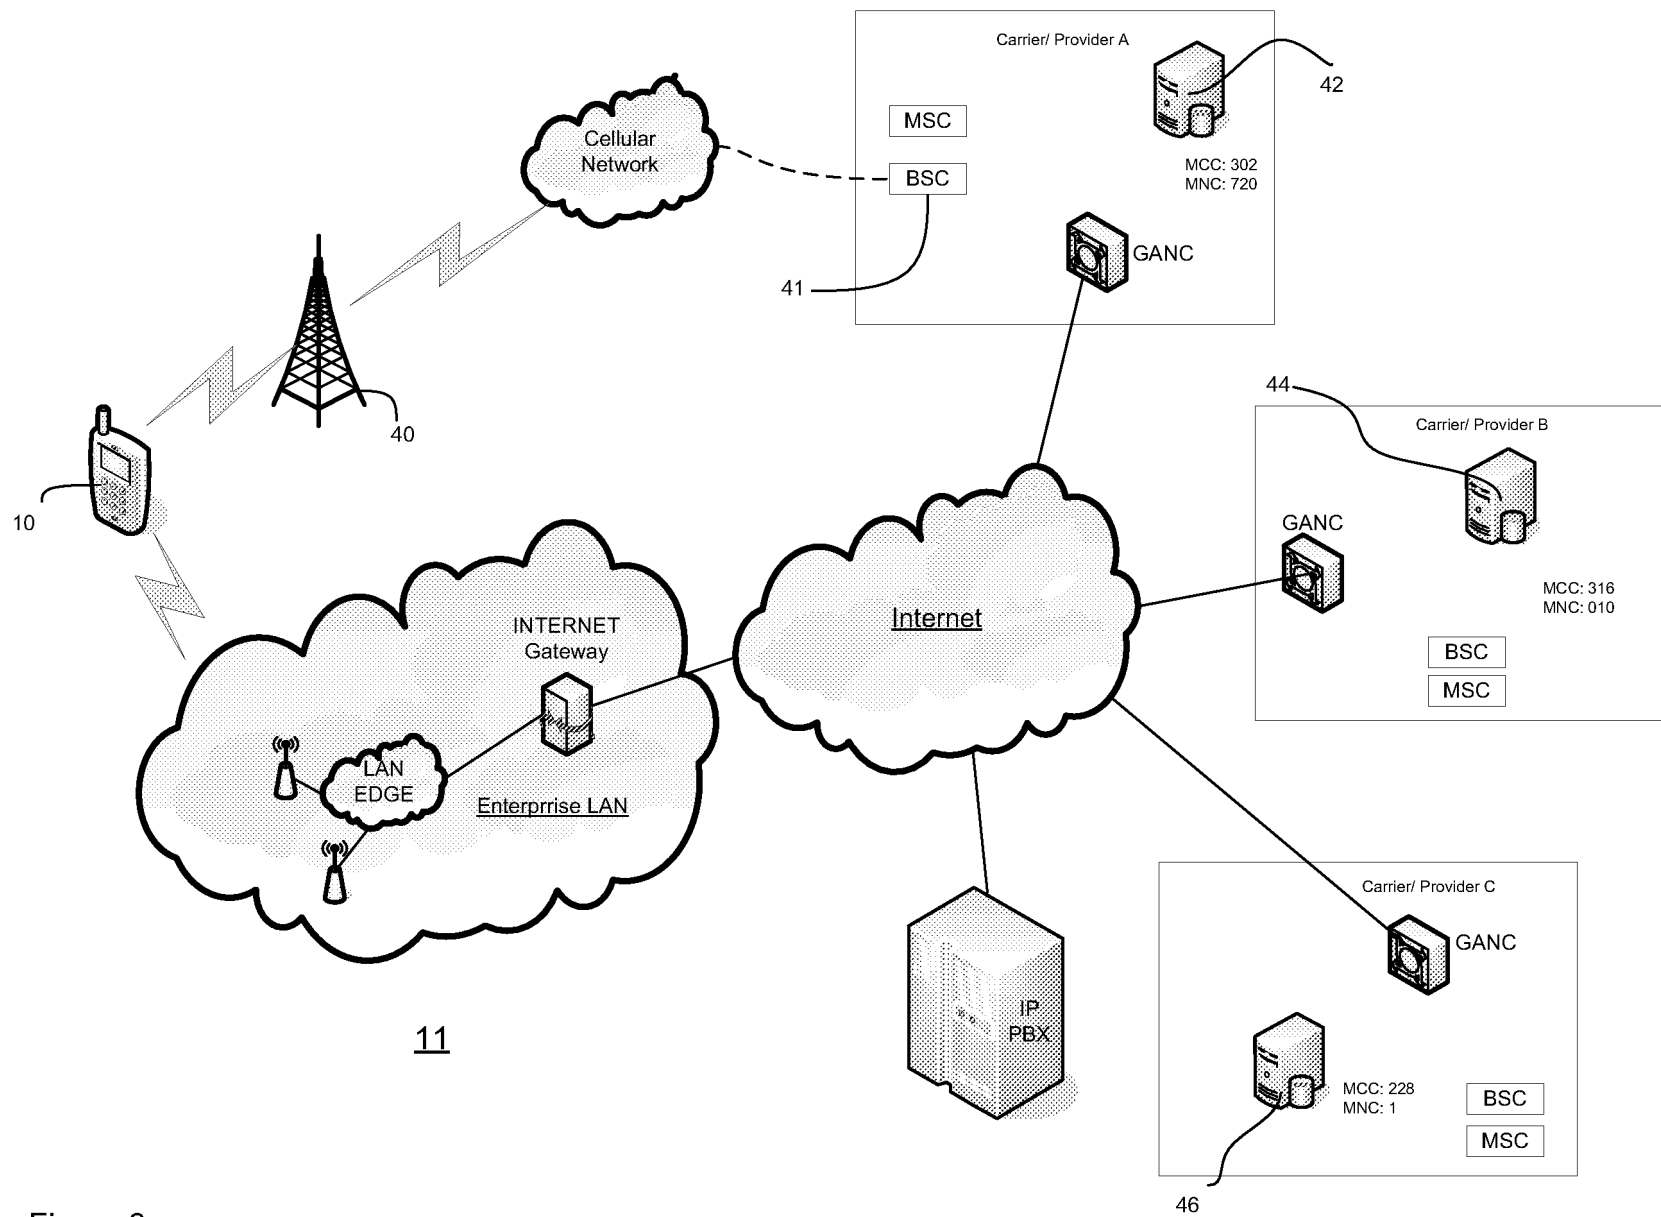 Carrier/ Provider A
42
MSC
Cellular
Network
BSC
MCC: 302
MNC: 720
GANC
41
40
44
Carrier/ Provider B
10
GANC
MCC: 316
MNC: 010
INTERNET
Gateway
Internet
BSC
MSC
LAN
EDGE
Enterprrise LAN
Carrier/ Provider C
GANC
IP
PBX
11
MCC: 228
MNC: 1
BSC
MSC
46